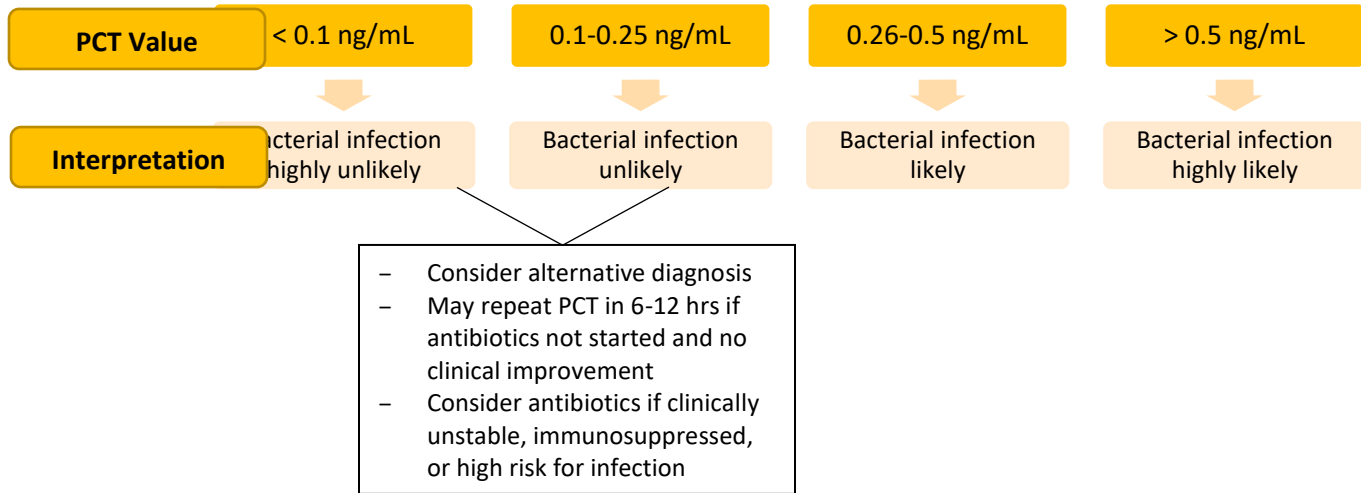 PCT Value
< 0.1 ng/mL
0.1-0.25 ng/mL
0.26-0.5 ng/mL
> 0.5 ng/mL
Interpretation
acterial infection
highly unlikely
Bacterial infection
unlikely
Bacterial infection
likely
Bacterial infection
highly likely
– Consider alternative diagnosis
– May repeat PCT in 6-12 hrs if
antibiotics not started and no
clinical improvement
– Consider antibiotics if clinically
unstable, immunosuppressed,
or high risk for infection